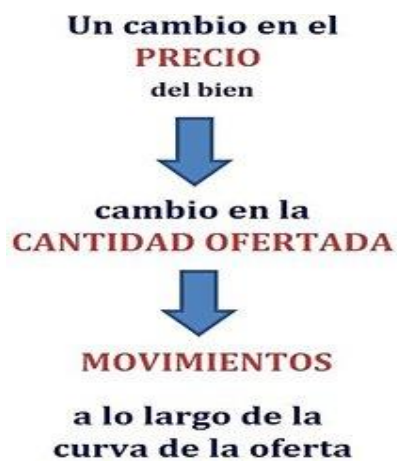 Un cambio en el
PRECIO
del bien
cambio en la
CANTIDAD OFERTADA
MOVIMIENTOS
a lo largo de la
curva de la oferta